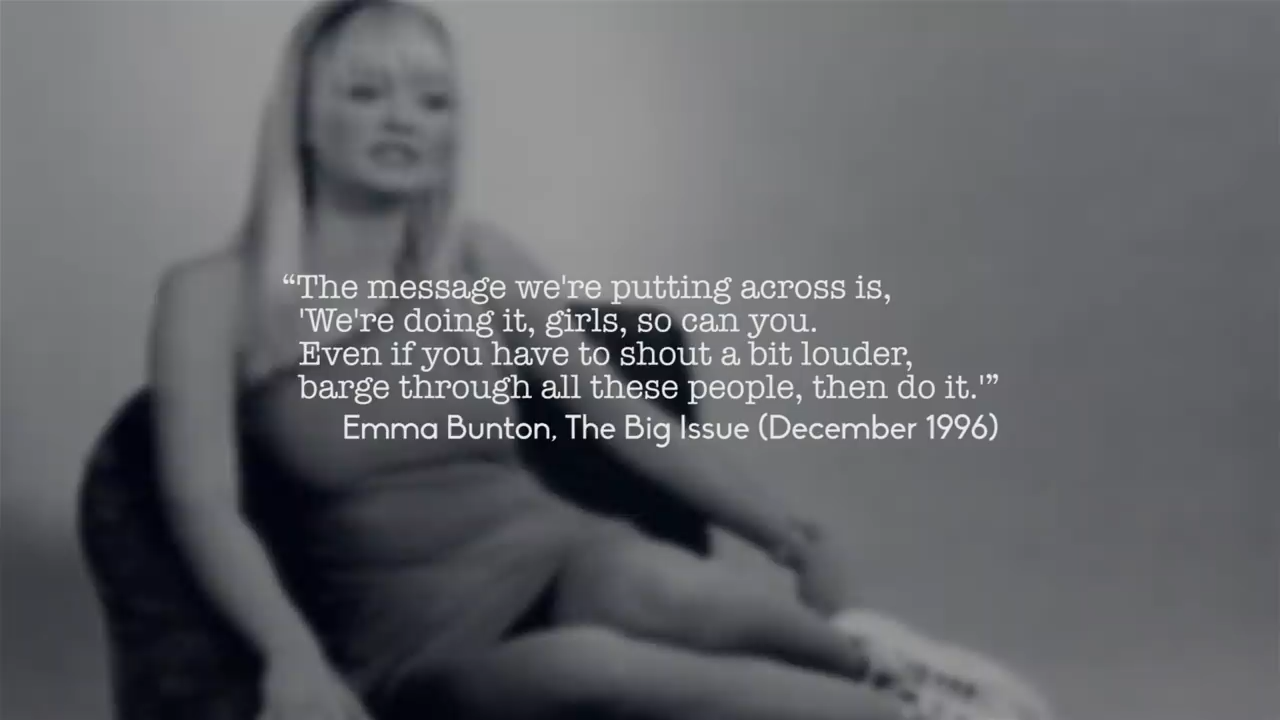 “The message we're putting across is,
'We're doing it, girls, so can you.
Even if you have to shout a bit louder,
barge through all these people, then do it.'”
Emma Bunton, The Big Issue (December 1996)